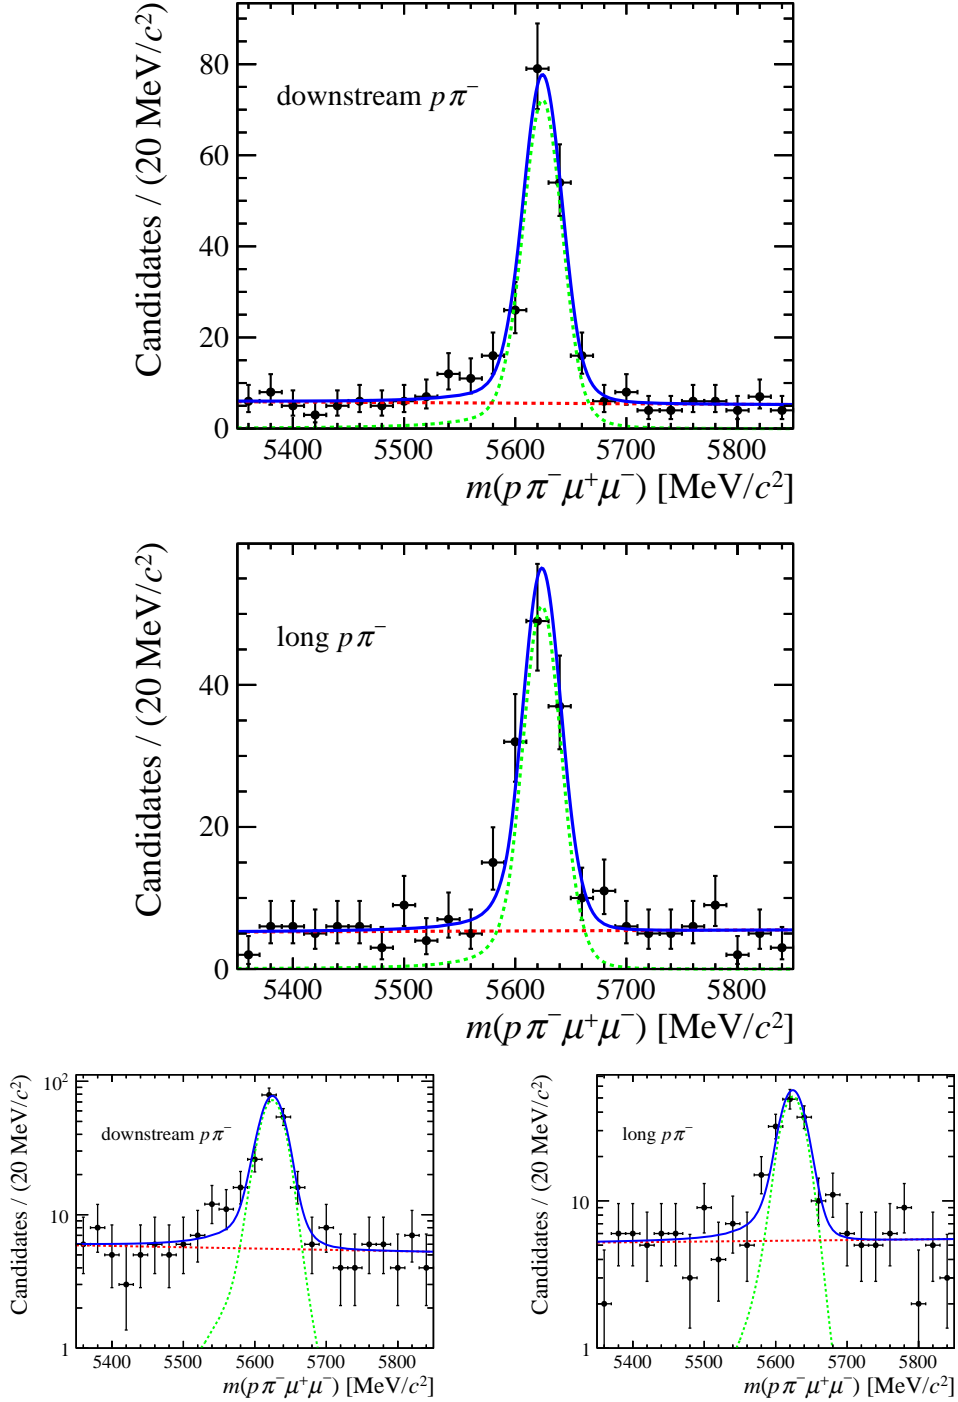 Candidates / (20 MeV/c²)
80
60
40
20
0
downstream pπ⁻
5400 5500 5600 5700 5800
m(pπ⁻μ⁺μ⁻) [MeV/c²]
Candidates / (20 MeV/c²)
40
20
0
long pπ⁻
5400 5500 5600 5700 5800
m(pπ⁻μ⁺μ⁻) [MeV/c²]
Candidates / (20 MeV/c²)
10²
10
1
downstream pπ⁻
5400 5500 5600 5700 5800
m(pπ⁻μ⁺μ⁻) [MeV/c²]
Candidates / (20 MeV/c²)
10
1
long pπ⁻
5400 5500 5600 5700 5800
m(pπ⁻μ⁺μ⁻) [MeV/c²]